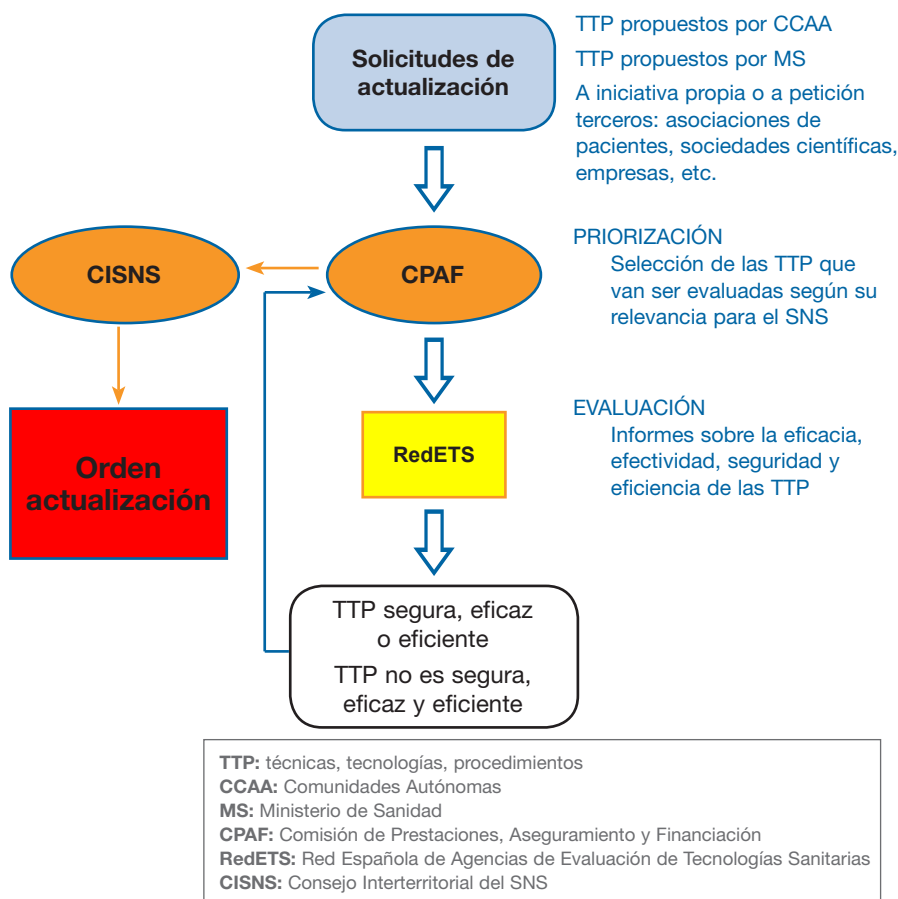 Solicitudes de
actualización
TTP propuestos por CCAA
TTP propuestos por MS
A iniciativa propia o a petición
terceros: asociaciones de
pacientes, sociedades científicas,
empresas, etc.
CISNS
CPAF
PRIORIZACIÓN
Selección de las TTP que
van ser evaluadas según su
relevancia para el SNS
Orden
actualización
RedETS
EVALUACIÓN
Informes sobre la eficacia,
efectividad, seguridad y
eficiencia de las TTP
TTP segura, eficaz
o eficiente
TTP no es segura,
eficaz y eficiente
TTP: técnicas, tecnologías, procedimientos
CCAA: Comunidades Autónomas
MS: Ministerio de Sanidad
CPAF: Comisión de Prestaciones, Aseguramiento y Financiación
RedETS: Red Española de Agencias de Evaluación de Tecnologías Sanitarias
CISNS: Consejo Interterritorial del SNS